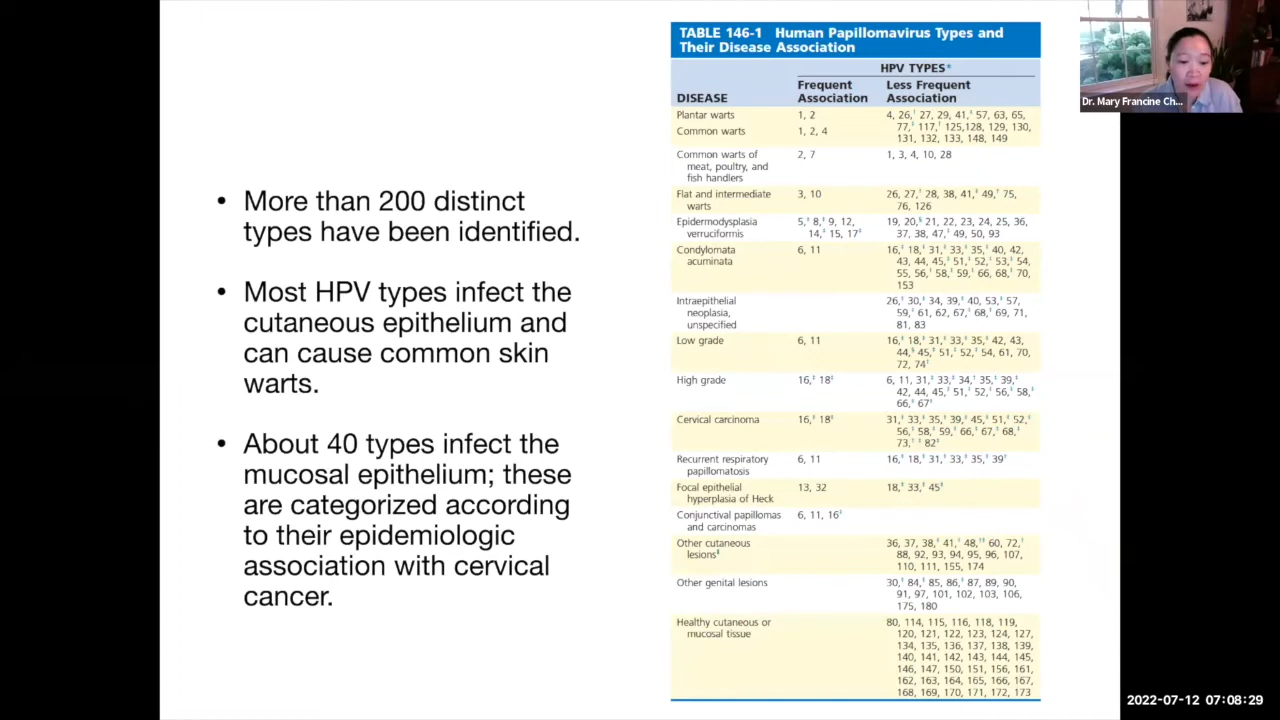 • More than 200 distinct
types have been identified.
• Most HPV types infect the
cutaneous epithelium and
can cause common skin
warts.
• About 40 types infect the
mucosal epithelium; these
are categorized according
to their epidemiologic
association with cervical
cancer.
TABLE 146-1 Human Papillomavirus Types and
Their Disease Association
HPV TYPES*
DISEASE Frequent Association Less Frequent Association
Plantar warts 1, 2 4, 26,† 27, 29, 41,‡ 57, 63, 65,
Common warts 1, 2, 4 77,‡ 117,† 125,128, 129, 130,
131, 132, 133, 148, 149
Common warts of 2, 7 1, 3, 4, 10, 28
meat, poultry, and
fish handlers
Flat and intermediate 3, 10 26, 27,† 28, 38, 41,‡ 49,† 75,
warts 76, 126
Epidermodysplasia 5,‡ 8,‡ 9, 12, 19, 20,§ 21, 22, 23, 24, 25, 36,
verruciformis 14,‡ 15, 17‡ 37, 38, 47,‡ 49, 50, 93
Condylomata 6, 11 16,‡ 18,‡ 31,‡ 33,‡ 35,‡ 40, 42,
acuminata 43, 44, 45,‡ 51,‡ 52,‡ 53,‡ 54,
55, 56,‡ 58,‡ 59,‡ 66, 68,‡ 70,
153
Intraepithelial 26,‡ 30,‡ 34, 39,‡ 40, 53,‡ 57,
neoplasia, 59,‡ 61, 62, 67,‡ 68,‡ 69, 71,
unspecified 81, 83
Low grade 6, 11 16,‡ 18,‡ 31,‡ 33,‡ 35,‡ 42, 43,
44,§ 45,‡ 51,‡ 52,‡ 54, 61, 70,
72, 74†
High grade 16,‡ 18‡ 6, 11, 31,‡ 33,‡ 34,† 35,‡ 39,‡
42, 44, 45,‡ 51,‡ 52,‡ 56,‡ 58,‡
66,‡ 67‡
Cervical carcinoma 16,‡ 18‡ 31,‡ 33,‡ 35,‡ 39,‡ 45,‡ 51,‡ 52,‡
56,‡ 58,‡ 59,‡ 66,‡ 67,‡ 68,‡
73,† ‡ 82‡
Recurrent respiratory 6, 11 16,‡ 18,‡ 31,‡ 33,‡ 35,‡ 39‡
papillomatosis
Focal epithelial 13, 32 18,‡ 33,‡ 45‡
hyperplasia of Heck
Conjunctival papillomas 6, 11, 16‡
and carcinomas
Other cutaneous 36, 37, 38,‡ 41,‡ 48,†‡ 60, 72,†
lesions‖ 88, 92, 93, 94, 95, 96, 107,
110, 111, 155, 174
Other genital lesions 30,‡ 84,‡ 85, 86,‡ 87, 89, 90,
91, 97, 101, 102, 103, 106,
175, 180
Healthy cutaneous or 80, 114, 115, 116, 118, 119,
mucosal tissue 120, 121, 122, 123, 124, 127,
134, 135, 136, 137, 138, 139,
140, 141, 142, 143, 144, 145,
146, 147, 150, 151, 156, 161,
162, 163, 164, 165, 166, 167,
168, 169, 170, 171, 172, 173
Dr. Mary Francine Ch...
2022-07-12 07:08:29